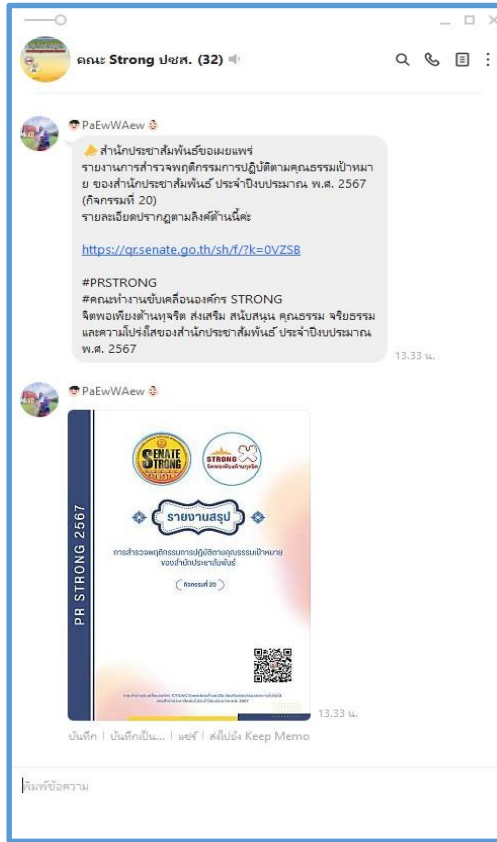 คณะ Strong ปชส. (32)
PaEwWAew
สำนักประชาสัมพันธ์ขอเผยแพร่
รายงานการสำรวจพฤติกรรมการปฏิบัติตามคุณธรรมเป้าหมา
ย ของสำนักประชาสัมพันธ์ ประจำปีงบประมาณ พ.ศ. 2567
(กิจกรรมที่ 20)
รายละเอียดปรากฏตามลิงค์ด้านนี้ค่ะ
https://qr.senate.go.th/sh/f/?k=0VZSB
#PRSTRONG
#คณะทำงานขับเคลื่อนองค์กร STRONG
จิตพอเพียงต้านทุจริต ส่งเสริม สนับสนุน คุณธรรม จริยธรรม
และความโปร่งใสของสำนักประชาสัมพันธ์ ประจำปีงบประมาณ
พ.ศ. 2567
13.33 น.
PaEwWAew
PR STRONG 2567
SENATE
STRONG
STRONG
จิตพอเพียงต้านทุจริต
รายงานสรุป
การสำรวจพฤติกรรมการปฏิบัติตามคุณธรรมเป้าหมาย
ของสำนักประชาสัมพันธ์
กิจกรรมที่ 20
13.33 น.
บันทึก | บันทึกเป็น... | แชร์ | ส่งไปยัง Keep Memo
พิมพ์ข้อความ